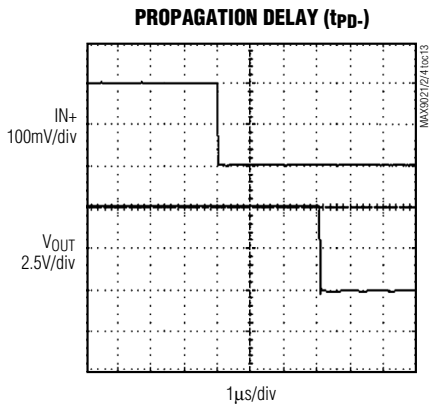 PROPAGATION DELAY (tPD-)
MAX9021/2/4 toc13
IN+
100mV/div
VOUT
2.5V/div
1μs/div